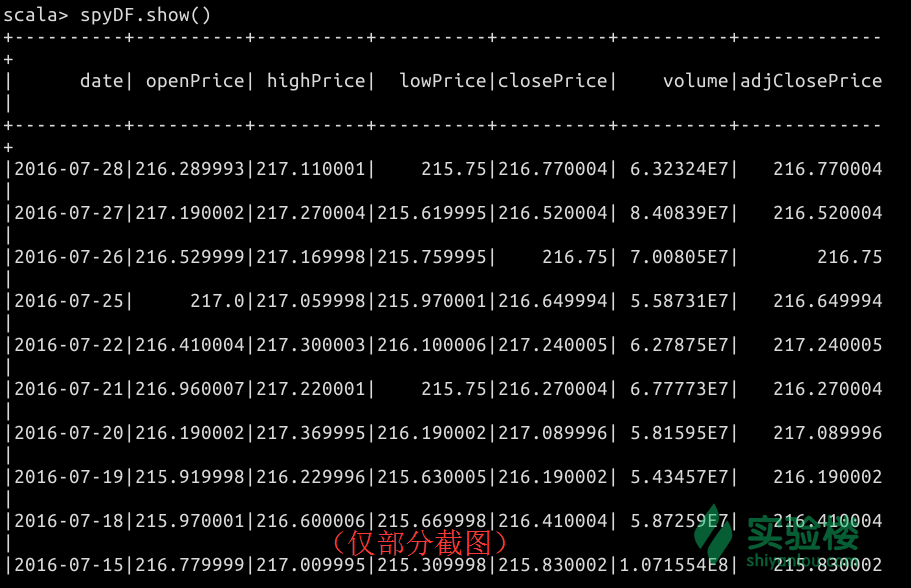 scala> spyDF.show()
+----------+----------+----------+----------+----------+----------+-------------
+
|      date| openPrice| highPrice|  lowPrice|closePrice|    volume|adjClosePrice
|
+----------+----------+----------+----------+----------+----------+-------------
+
|2016-07-28|216.289993|217.110001|    215.75|216.770004| 6.32324E7|   216.770004
|
|2016-07-27|217.190002|217.270004|215.619995|216.520004| 8.40839E7|   216.520004
|
|2016-07-26|216.529999|217.169998|215.759995|    216.75| 7.00805E7|       216.75
|
|2016-07-25|     217.0|217.059998|215.970001|216.649994| 5.58731E7|   216.649994
|
|2016-07-22|216.410004|217.300003|216.100006|217.240005| 6.27875E7|   217.240005
|
|2016-07-21|216.960007|217.220001|    215.75|216.270004| 6.77773E7|   216.270004
|
|2016-07-20|216.190002|217.369995|216.190002|217.089996| 5.81595E7|   217.089996
|
|2016-07-19|215.919998|216.229996|215.630005|216.190002| 5.43457E7|   216.190002
|
|2016-07-18|215.970001|216.600006|215.669998|216.410004| 5.87259E7|   216.410004
|
（仅部分截图）
实验楼
shiyanlou.com
|2016-07-15|216.779999|217.009995|215.309998|215.830002|1.071554E8|   215.830002